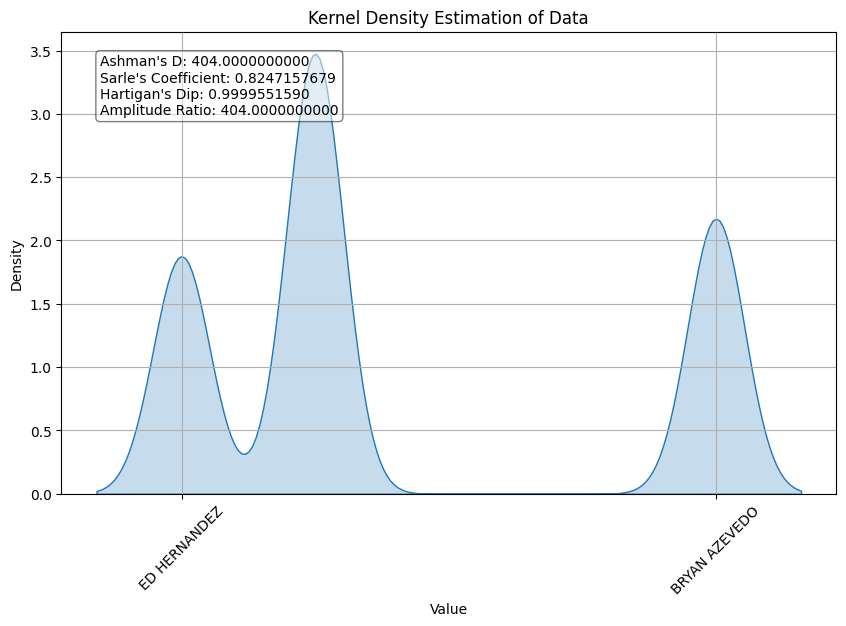 Kernel Density Estimation of Data
Ashman's D: 404.0000000000
Sarle's Coefficient: 0.8247157679
Hartigan's Dip: 0.9999551590
Amplitude Ratio: 404.0000000000
3.5
3.0
2.5
2.0
1.5
1.0
0.5
0.0
Density
ED HERNANDEZ
BRYAN AZEVEDO
Value